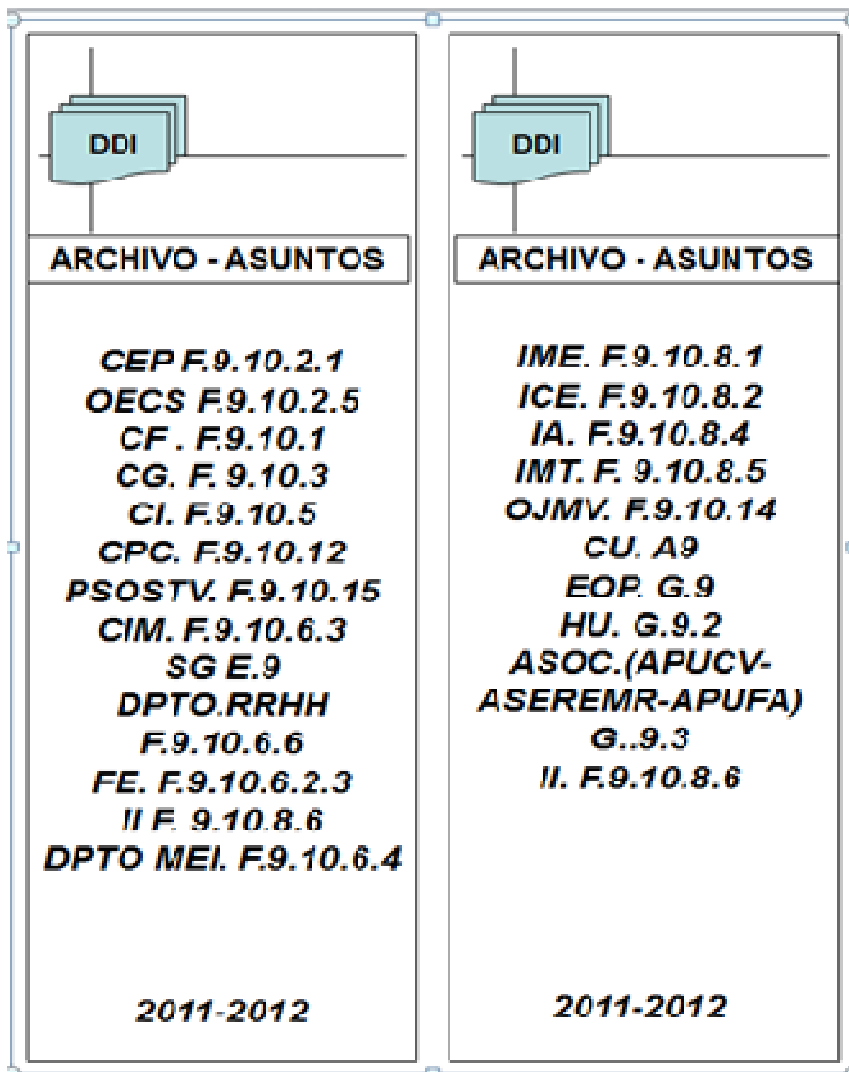 DDI
ARCHIVO - ASUNTOS
CEP F.9.10.2.1
OECS F.9.10.2.5
CF . F.9.10.1
CG. F. 9.10.3
CI. F.9.10.5
CPC. F.9.10.12
PSOSTV. F.9.10.15
CIM. F.9.10.6.3
SG E.9
DPTO.RRHH
F.9.10.6.6
FE. F.9.10.6.2.3
II F. 9.10.8.6
DPTO MEI. F.9.10.6.4
2011-2012
DDI
ARCHIVO - ASUNTOS
IME. F.9.10.8.1
ICE. F.9.10.8.2
IA. F.9.10.8.4
IMT. F. 9.10.8.5
OJMV. F.9.10.14
CU. A9
EOP. G.9
HU. G.9.2
ASOC.(APUCV-
ASEREMR-APUFA)
G..9.3
II. F.9.10.8.6
2011-2012